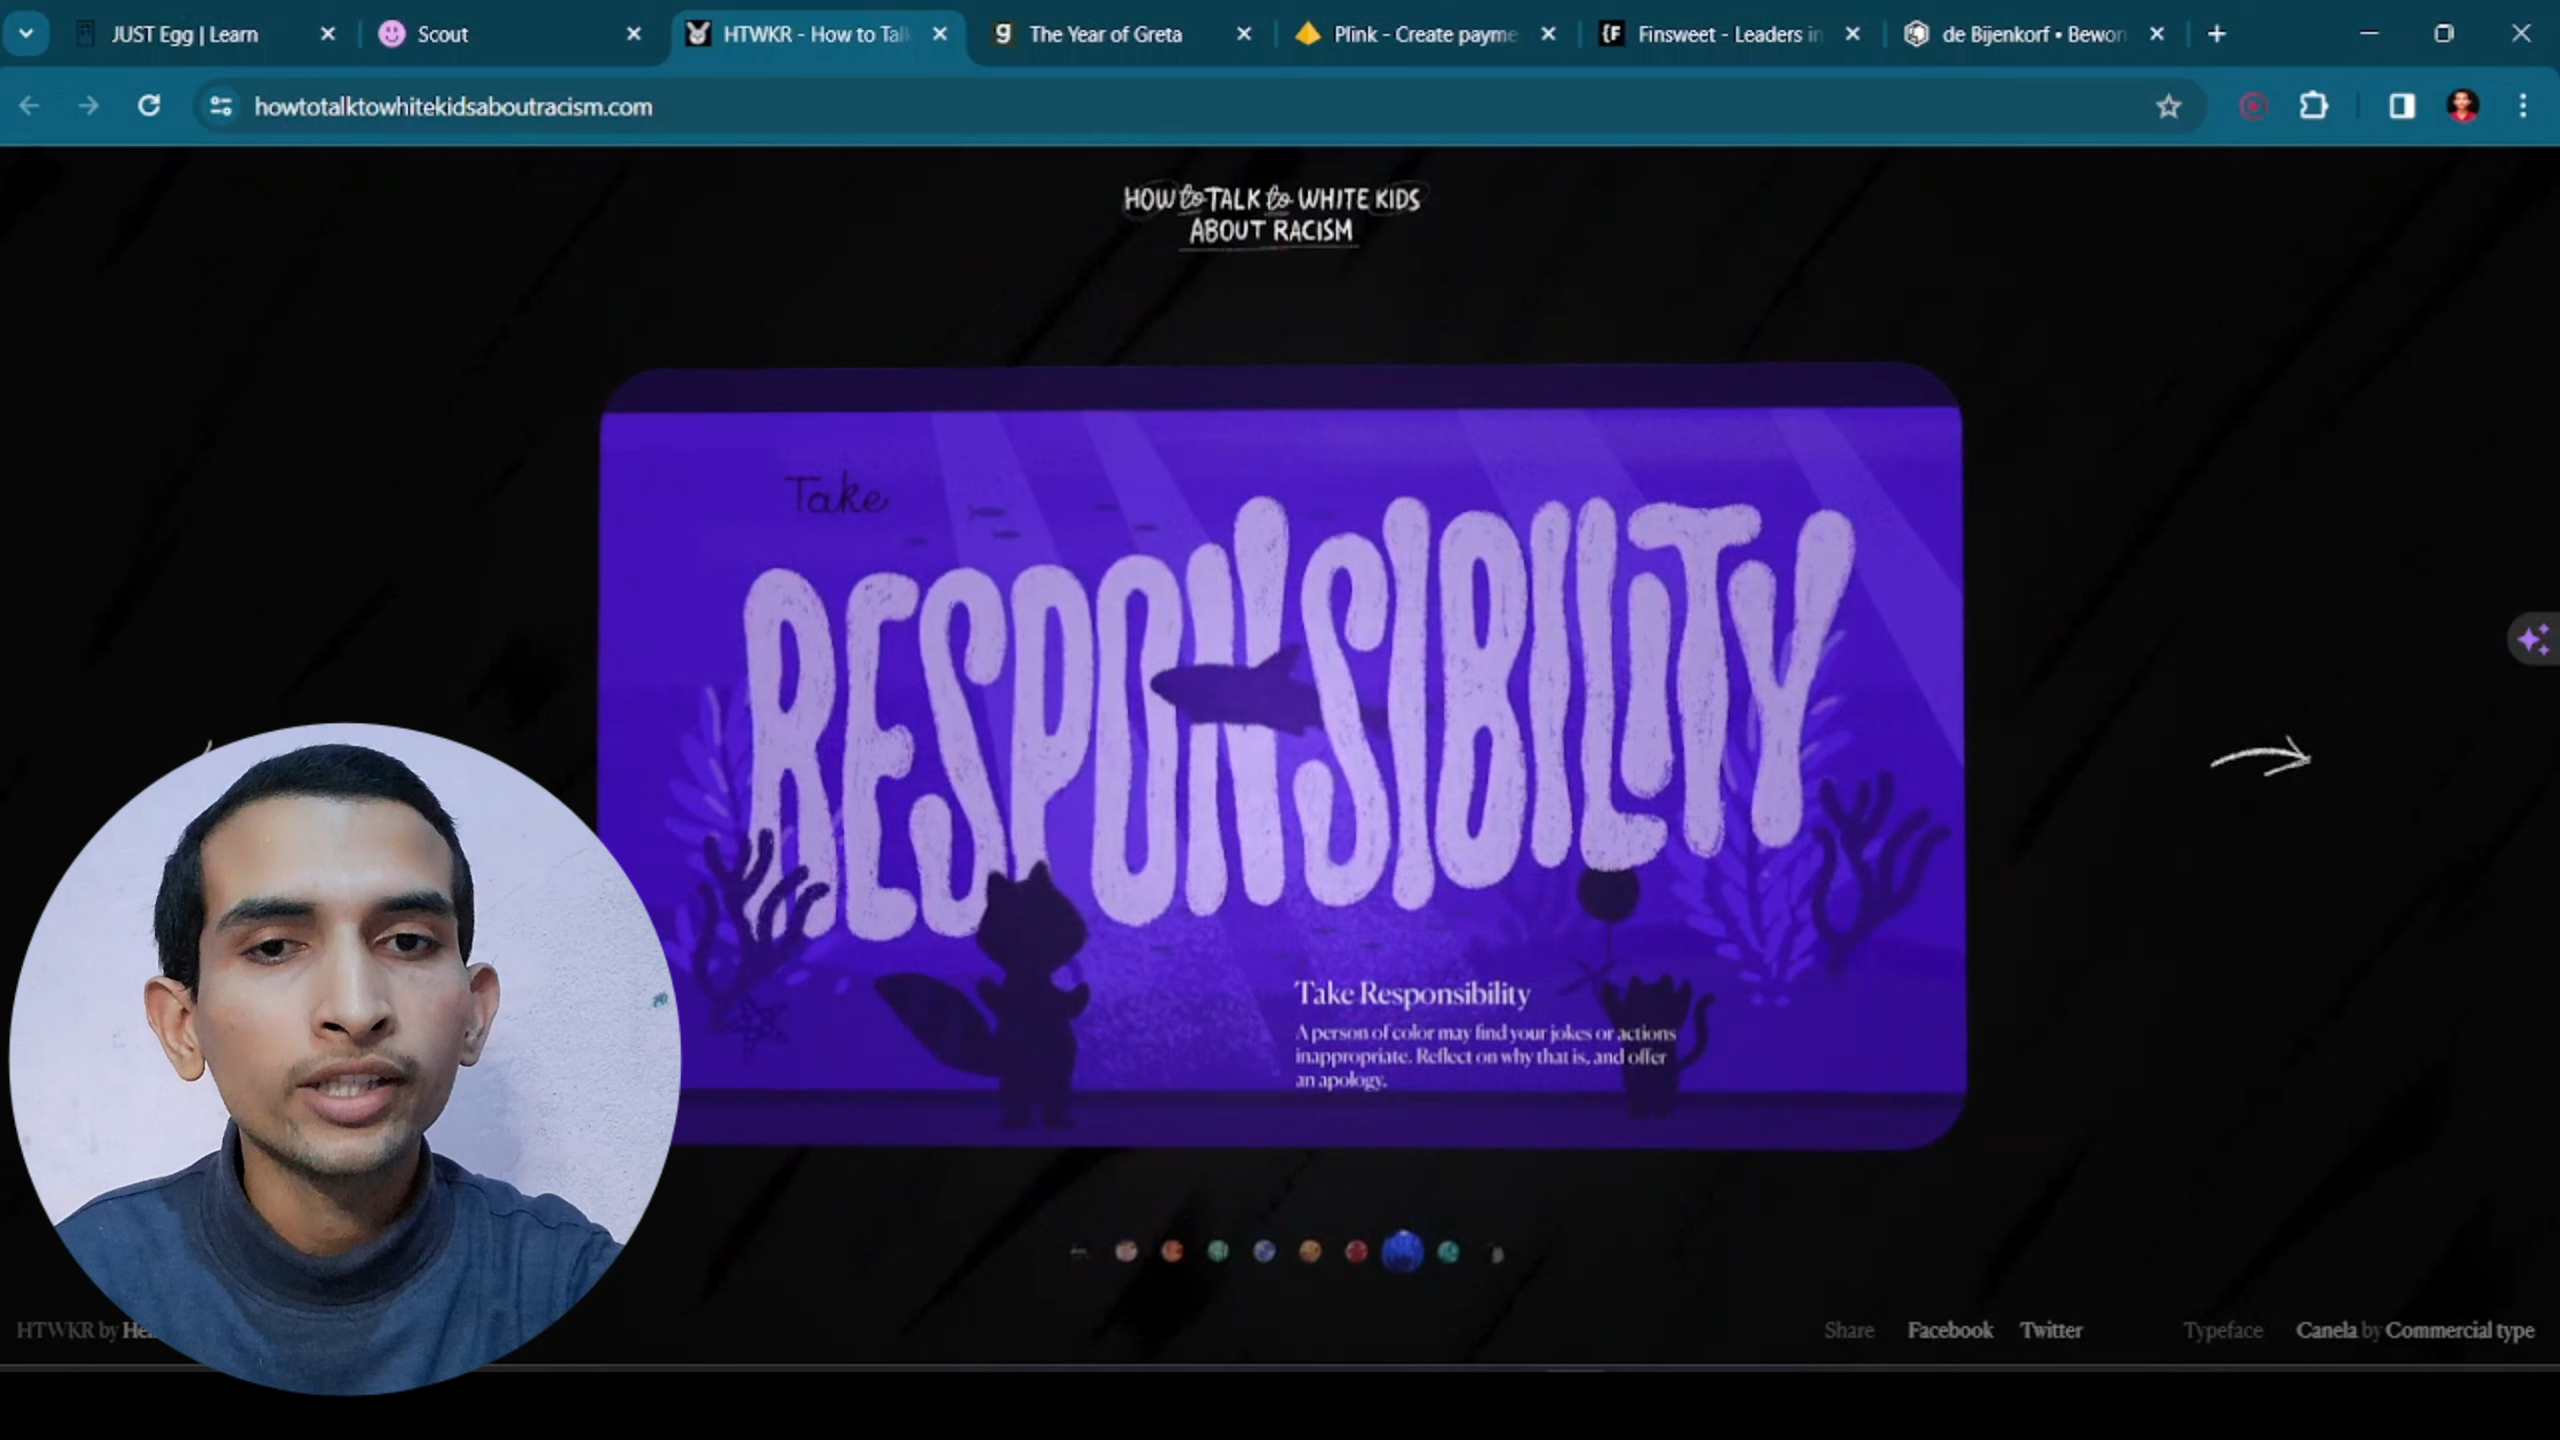 JUST Egg | Learn
Scout
HTWKR - How to Tal
The Year of Greta
Plink - Create payme
Finsweet - Leaders in
de Bijenkorf • Bewon
howtotalktowhitekidsaboutracism.com
HOW to TALK to WHITE KIDS
ABOUT RACISM
Take
RESPONSIBILITY
Take Responsibility
A person of color may find your jokes or actions
inappropriate. Reflect on why that is, and offer
an apology.
HTWKR by He
Share Facebook Twitter Typeface Canela by Commercial type